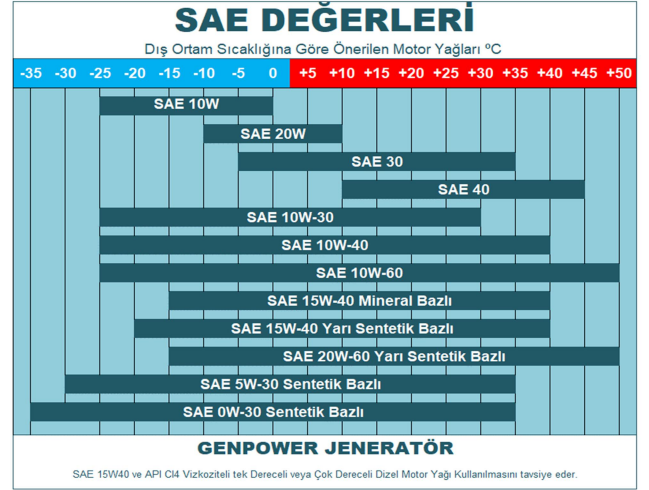 SAE DEĞERLERİ
Dış Ortam Sıcaklığına Göre Önerilen Motor Yağları ºC
-35 -30 -25 -20 -15 -10 -5 0 +5 +10 +15 +20 +25 +30 +35 +40 +45 +50
SAE 10W
SAE 20W
SAE 30
SAE 40
SAE 10W-30
SAE 10W-40
SAE 10W-60
SAE 15W-40 Mineral Bazlı
SAE 15W-40 Yarı Sentetik Bazlı
SAE 20W-60 Yarı Sentetik Bazlı
SAE 5W-30 Sentetik Bazlı
SAE 0W-30 Sentetik Bazlı
GENPOWER JENERATÖR
SAE 15W40 ve API CI4 Vizkoziteli tek Dereceli veya Çok Dereceli Dizel Motor Yağı Kullanılmasını tavsiye eder.